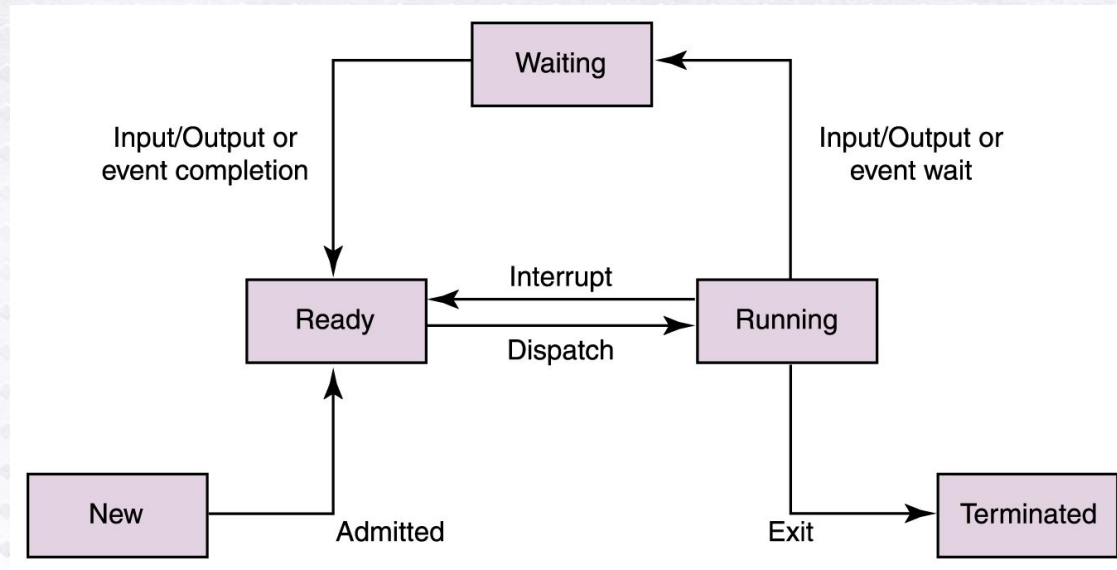 Waiting
Input/Output or
event completion
Input/Output or
event wait
Interrupt
Ready
Running
Dispatch
New
Admitted
Exit
Terminated